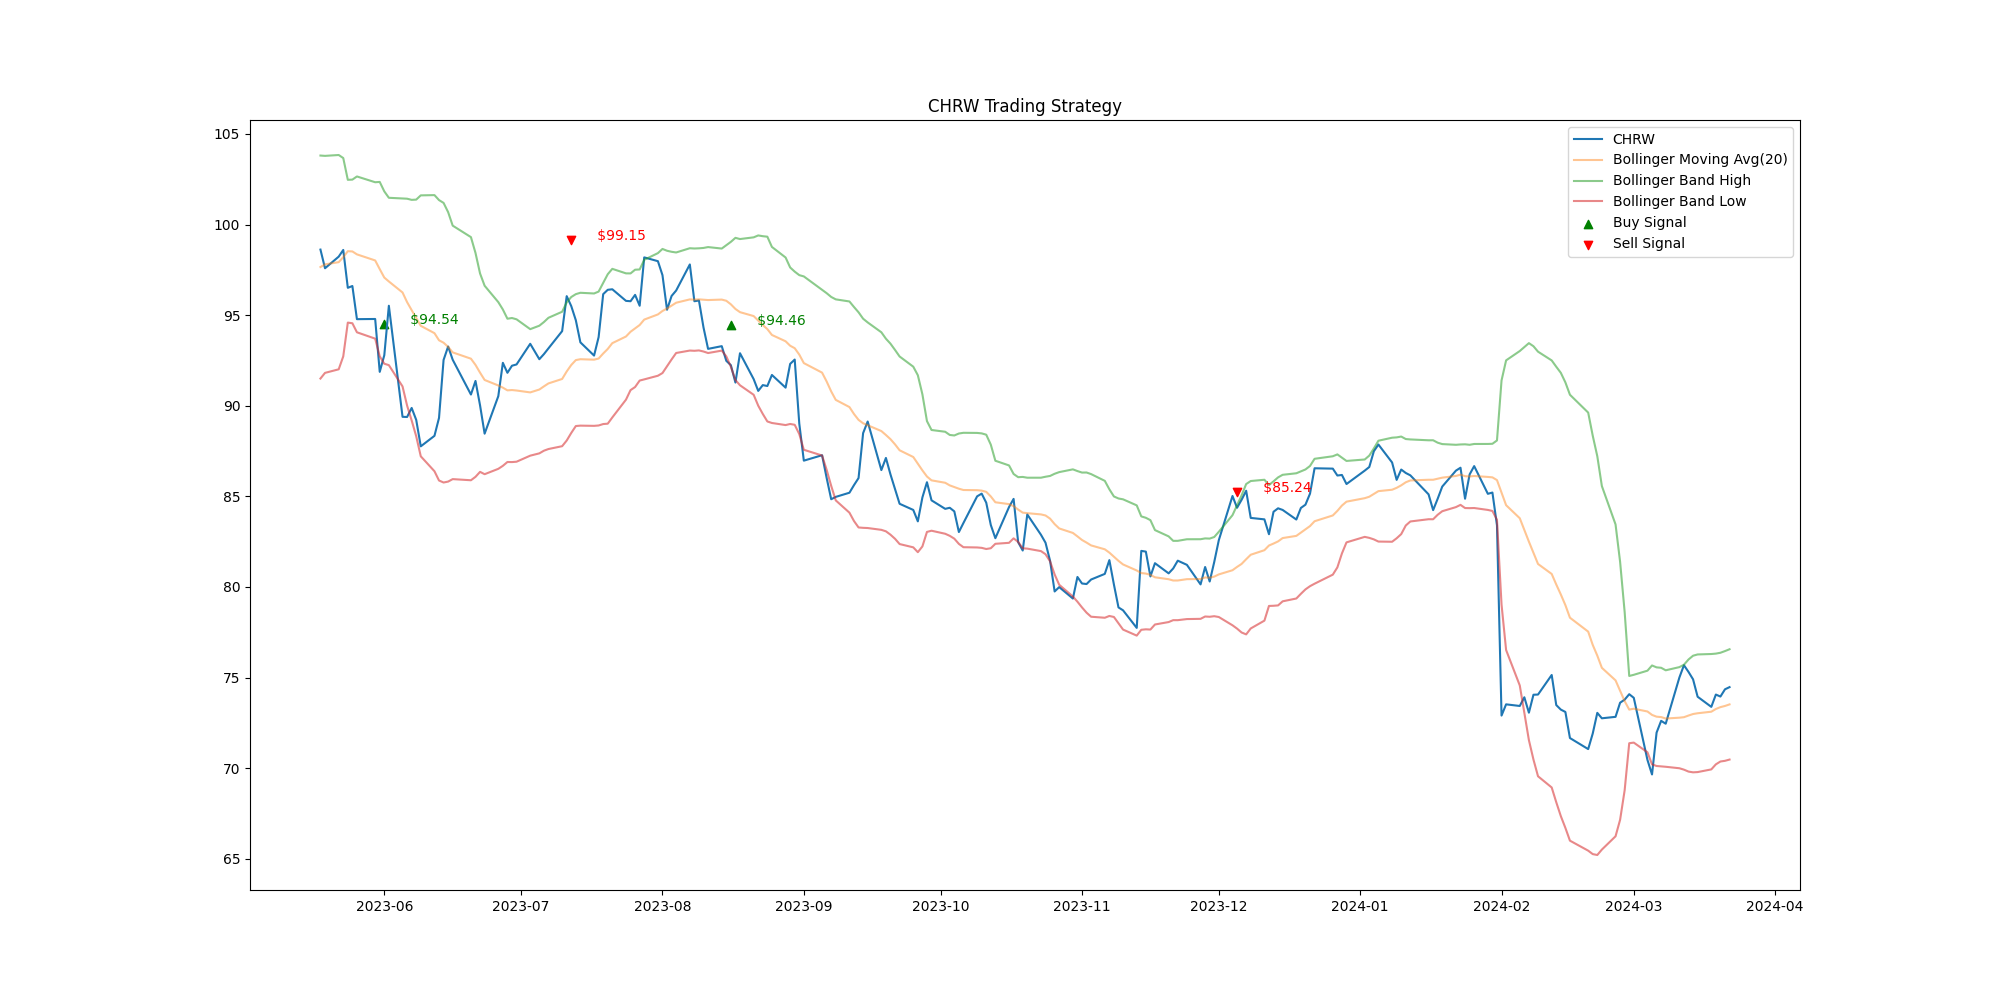 CHRW Trading Strategy
105
100
95
90
85
80
75
70
65
CHRW
Bollinger Moving Avg(20)
Bollinger Band High
Bollinger Band Low
Buy Signal
Sell Signal
$99.15
$94.54
$94.46
$85.24
2023-06 2023-07 2023-08 2023-09 2023-10 2023-11 2023-12 2024-01 2024-02 2024-03 2024-04